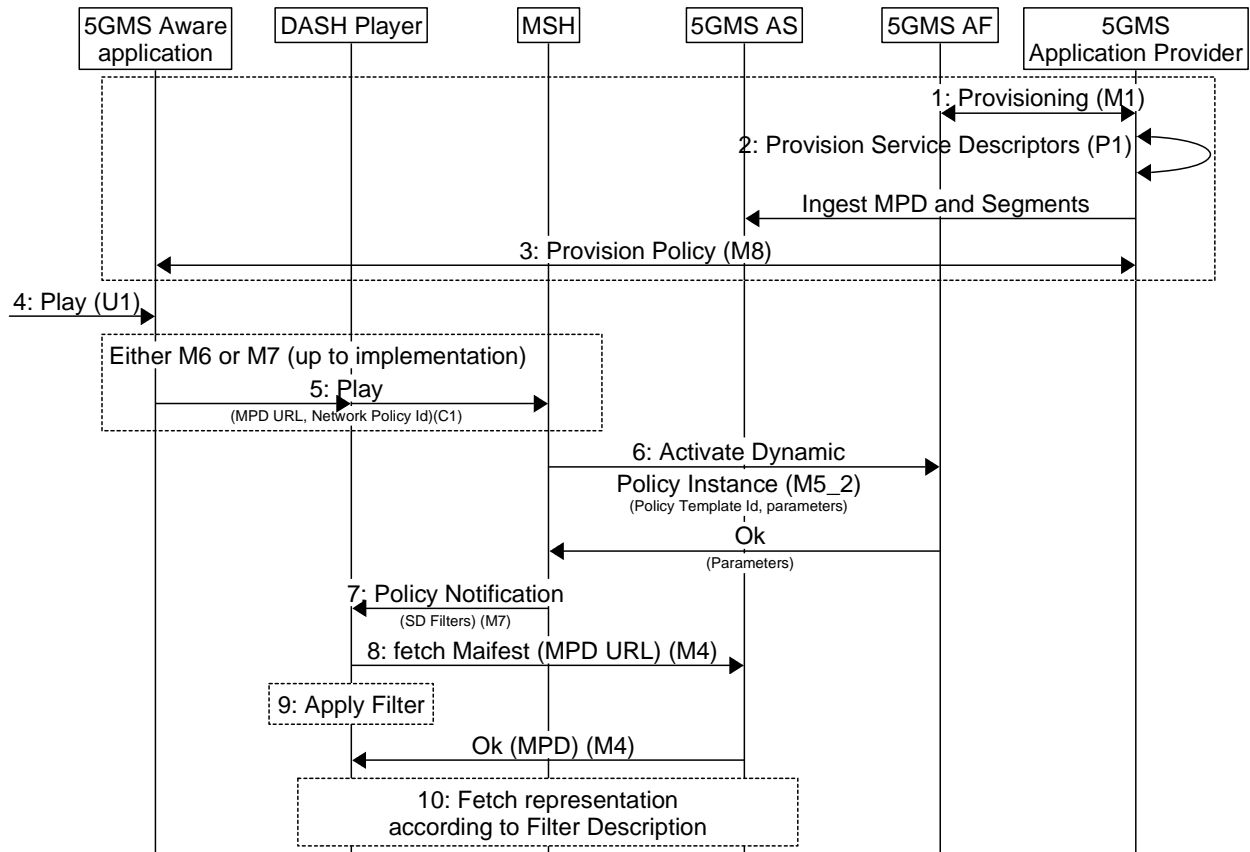 5GMS Aware
application
DASH Player
MSH
5GMS AS
5GMS AF
5GMS
Application Provider
1: Provisioning (M1)
2: Provision Service Descriptors (P1)
Ingest MPD and Segments
3: Provision Policy (M8)
4: Play (U1)
Either M6 or M7 (up to implementation)
5: Play
(MPD URL, Network Policy Id)(C1)
6: Activate Dynamic
Policy Instance (M5_2)
(Policy Template Id, parameters)
Ok
(Parameters)
7: Policy Notification
(SD Filters) (M7)
8: fetch Maifest (MPD URL) (M4)
9: Apply Filter
Ok (MPD) (M4)
10: Fetch representation
according to Filter Description